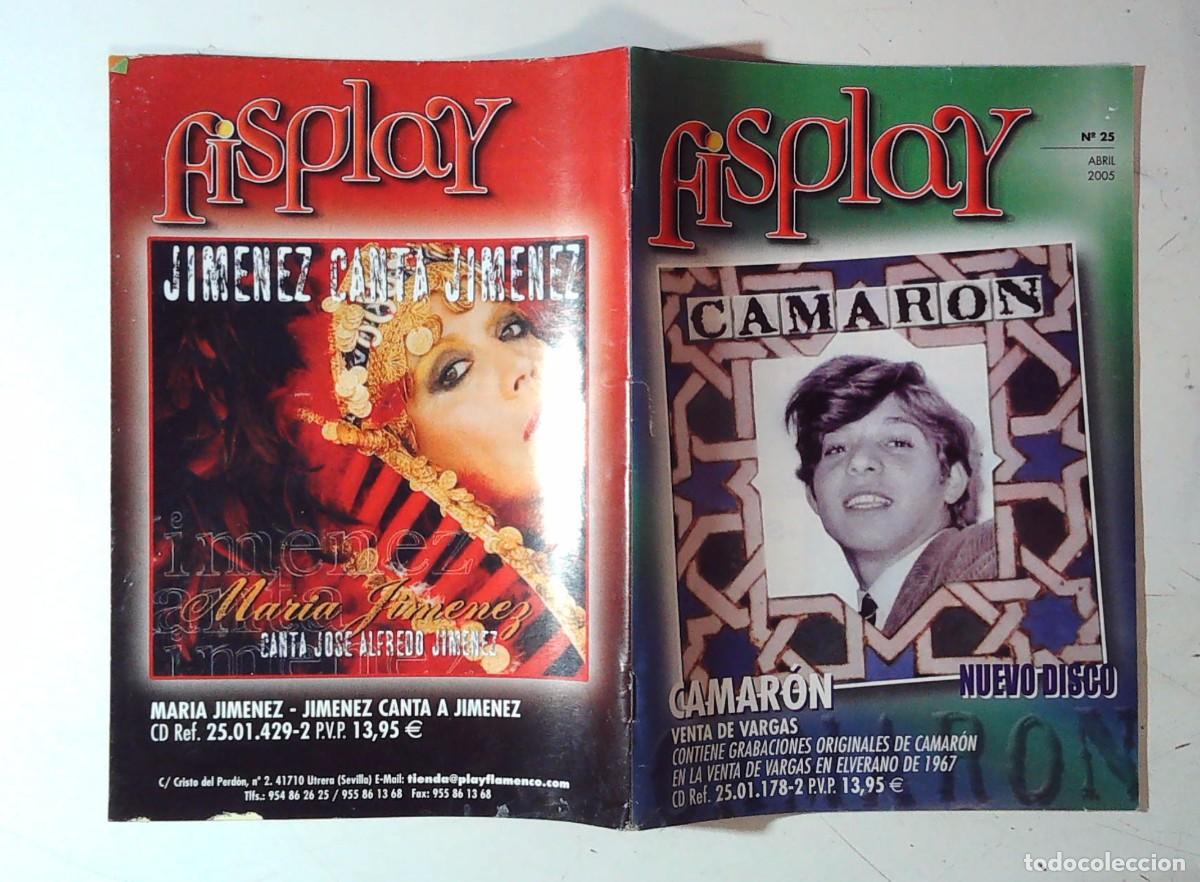 fisplay
JIMENEZ CANTA JIMENEZ
imenez
anta
imenez
Maria Jimenez
CANTA JOSE ALFREDO JIMENEZ
MARIA JIMENEZ - JIMENEZ CANTA A JIMENEZ
CD Ref. 25.01.429-2 P.V.P. 13,95 €
C/ Cristo del Perdón, nº 2. 41710 Utrera (Sevilla) E-Mail: tienda@playflamenco.com
Tlfs.: 954 86 26 25 / 955 86 13 68 Fax: 955 86 13 68
fisplay
Nº 25
ABRIL
2005
CAMARON
NUEVO DISCO
CAMARÓN
VENTA DE VARGAS
CONTIENE GRABACIONES ORIGINALES DE CAMARÓN
EN LA VENTA DE VARGAS EN ELVERANO DE 1967
CD Ref. 25.01.178-2 P.V.P. 13,95 €
CAMARON
todocoleccion